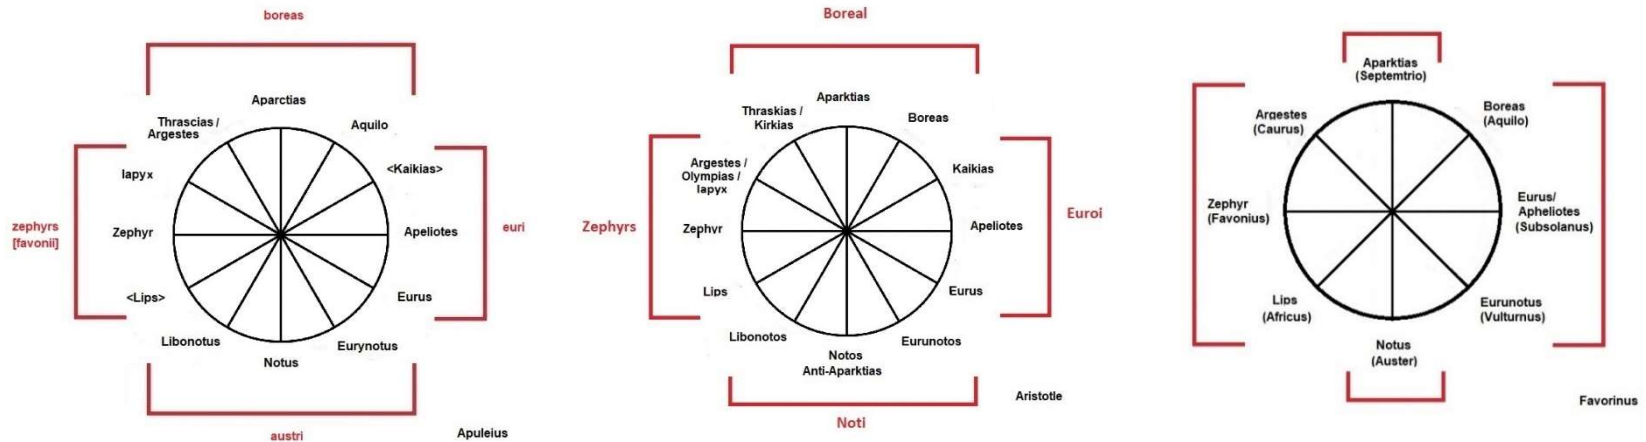 boreas
Aparctias
Thrascias /
Argestes
Aquilo
Iapyx
<Kaikias>
zephyrs
[favonii]
Zephyr
Apeliotes
euri
<Lips>
Eurus
Libonotus
Eurynotus
Notus
austri
Apuleius
Boreal
Aparktias
Thraskias /
Kirkias
Boreas
Argestes /
Olympias /
Iapyx
Kaikias
Zephyrs
Zephyr
Apeliotes
Euroi
Lips
Eurus
Libonotos
Eurunotos
Notos
Anti-Aparktias
Noti
Aristotle
Aparktias
(Septemtrio)
Argestes
(Caurus)
Boreas
(Aquilo)
Zephyr
(Favonius)
Eurus/
Apheliotes
(Subsolanus)
Lips
(Africus)
Eurunotus
(Vulturnus)
Notus
(Auster)
Favorinus